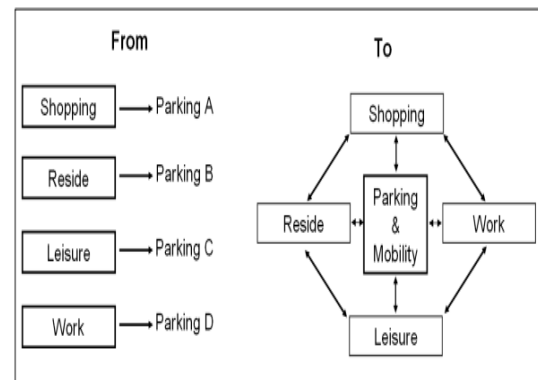 From
Shopping
Parking A
Reside
Parking B
Leisure
Parking C
Work
Parking D
To
Shopping
Reside
Parking
&
Mobility
Work
Leisure